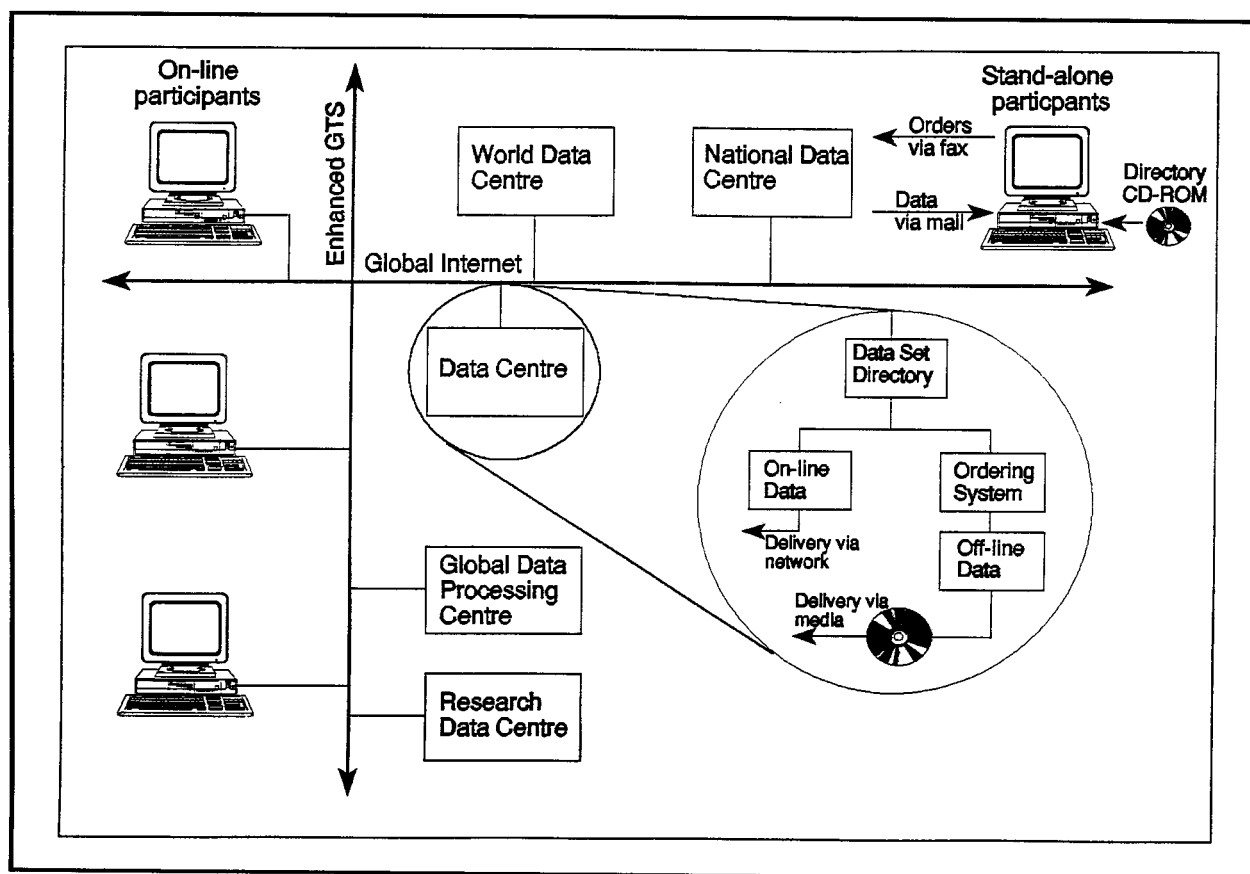 On-line
participants
Enhanced GTS
World Data
Centre
National Data
Centre
Orders
via fax
Data
via mail
Stand-alone
particpants
Directory
CD-ROM
Global Internet
Data Centre
Data Set
Directory
On-line
Data
Ordering
System
Delivery via
network
Off-line
Data
Delivery via
media
Global Data
Processing
Centre
Research
Data Centre